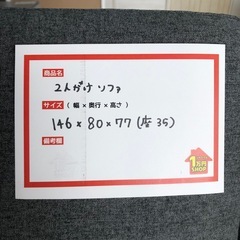 商品名
2人がけ ソファ
サイズ ( 幅 × 奥行 × 高さ )
146×80×77(座35)
備考欄
1万円
SHOP